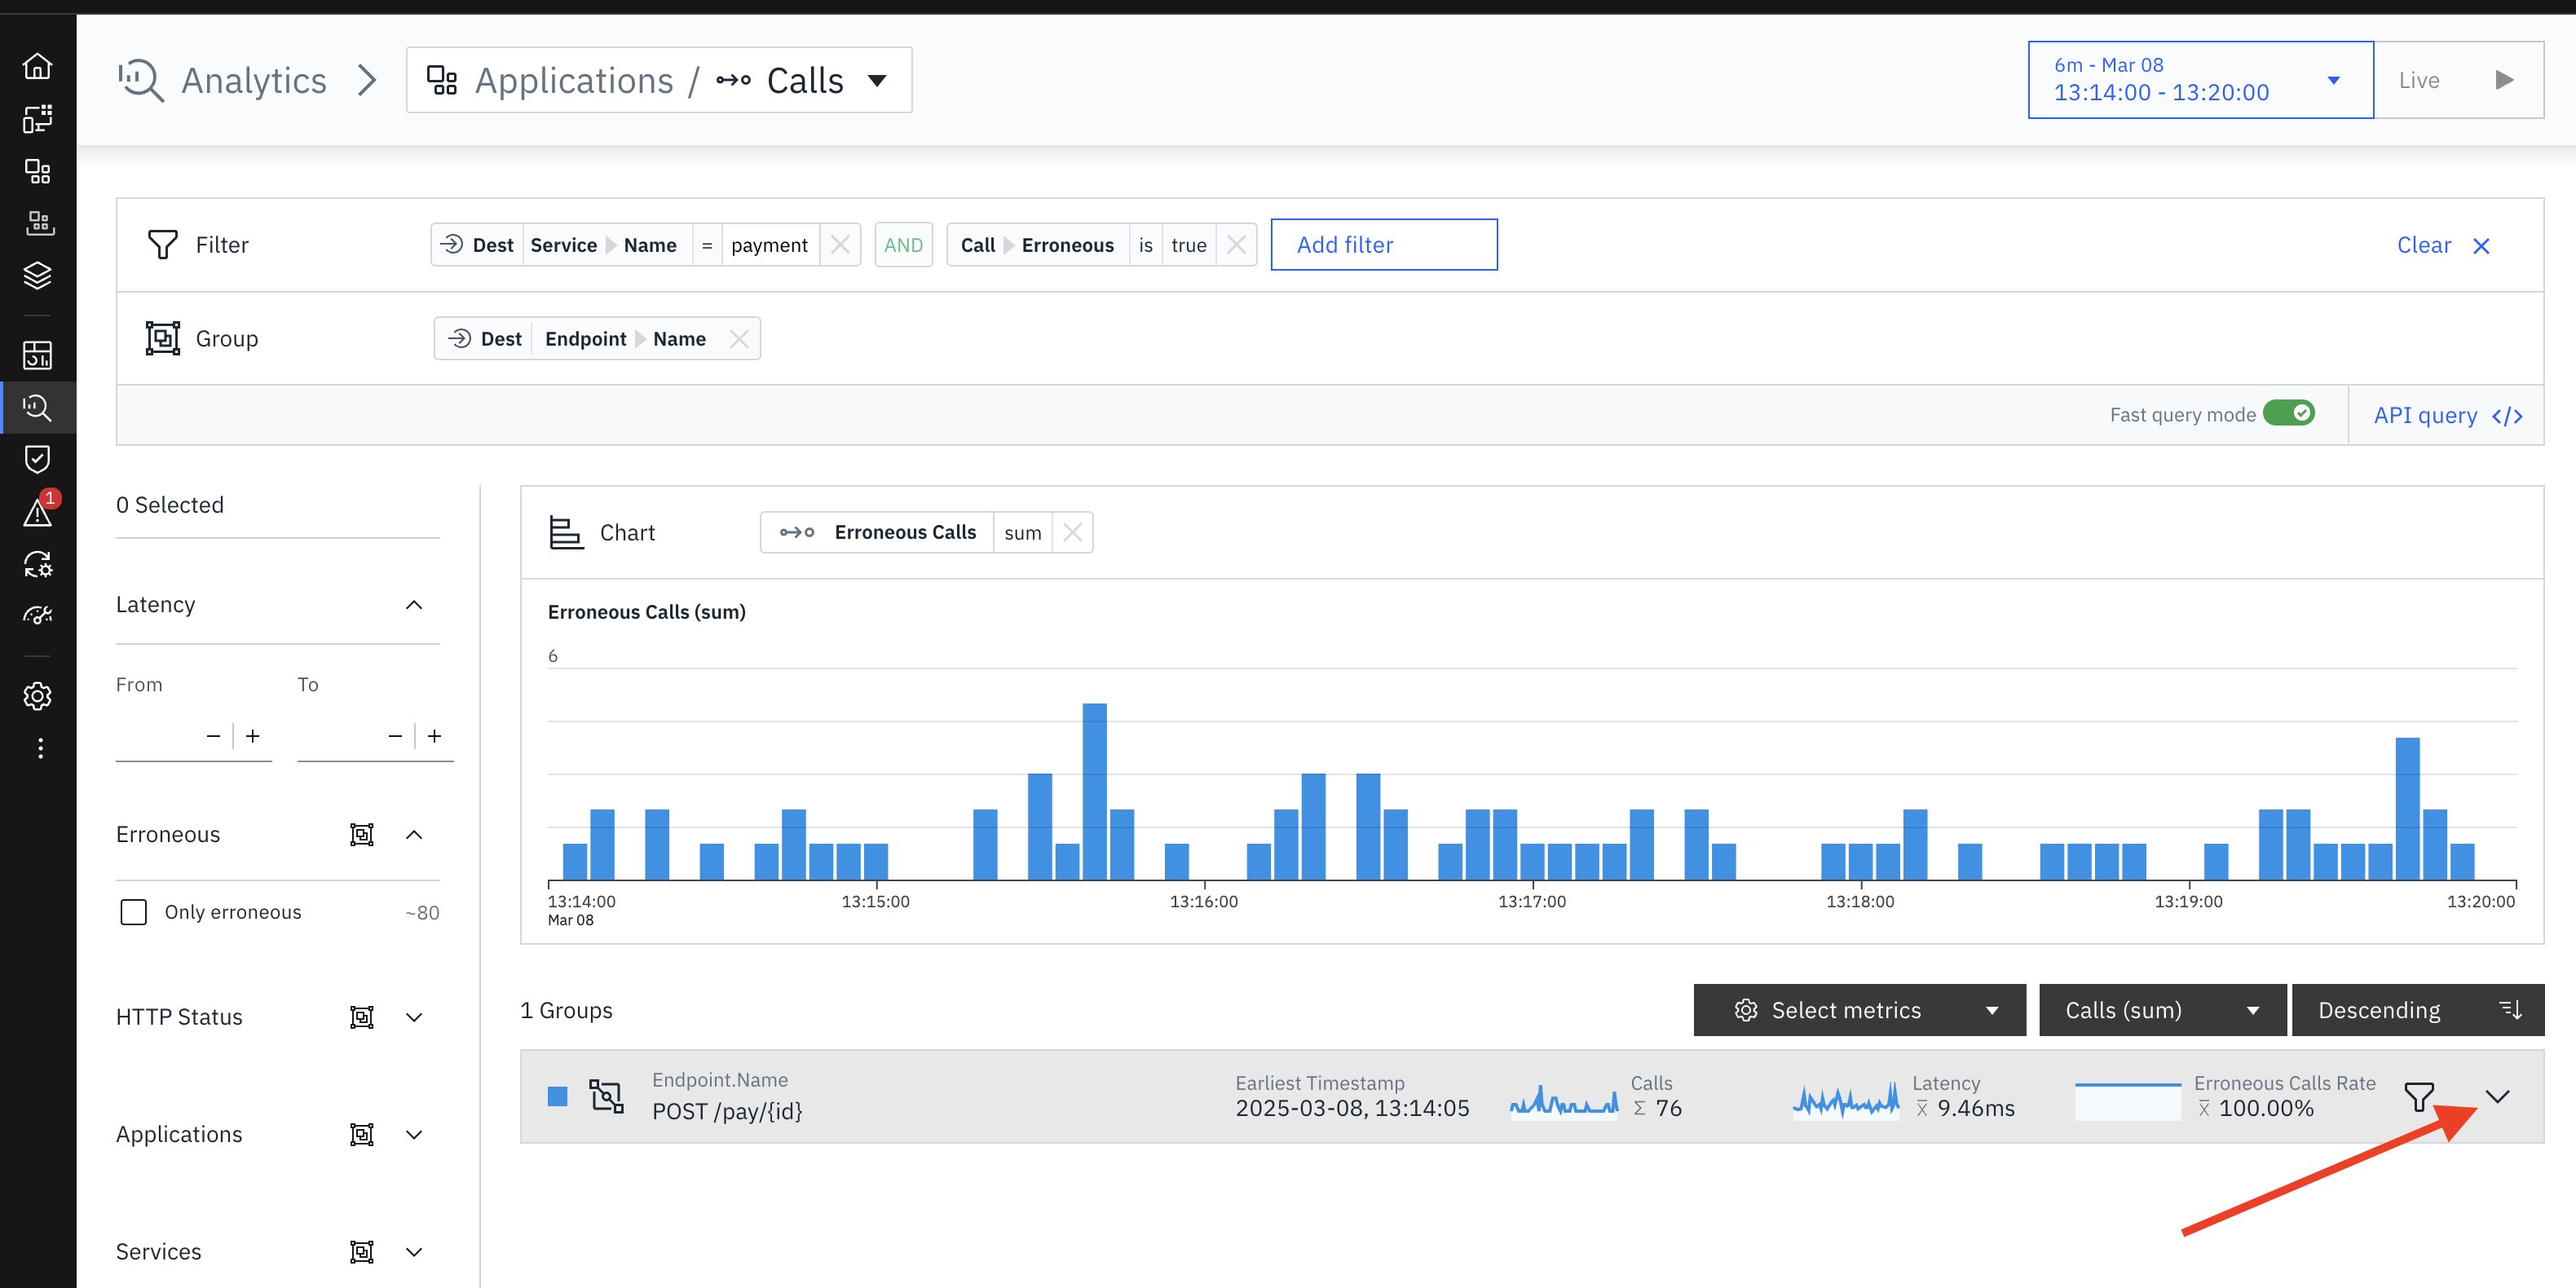 Analytics
Applications / Calls
6m - Mar 08
13:14:00 - 13:20:00
Live
Filter
Dest Service Name = payment
AND
Call Erroneous is true
Add filter
Clear
Group
Dest Endpoint Name
Fast query mode
API query </>
1
0 Selected
Latency
From To
− + − +
Erroneous
Only erroneous ~80
HTTP Status
Applications
Services
Chart
Erroneous Calls sum
Erroneous Calls (sum)
6
13:14:00 13:15:00 13:16:00 13:17:00 13:18:00 13:19:00 13:20:00
Mar 08
1 Groups
Select metrics
Calls (sum)
Descending
Endpoint.Name
POST /pay/{id}
Earliest Timestamp
2025-03-08, 13:14:05
Calls
Σ 76
Latency
x̅ 9.46ms
Erroneous Calls Rate
x̅ 100.00%